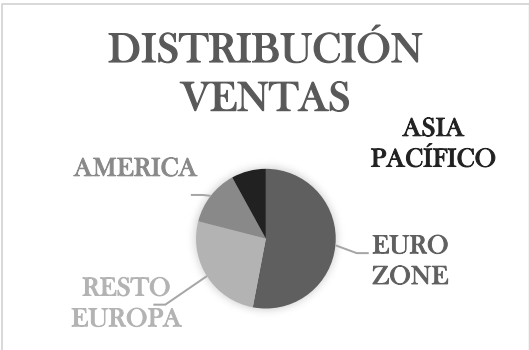 DISTRIBUCIÓN
VENTAS
ASIA
PACÍFICO
AMERICA
EURO
ZONE
RESTO
EUROPA